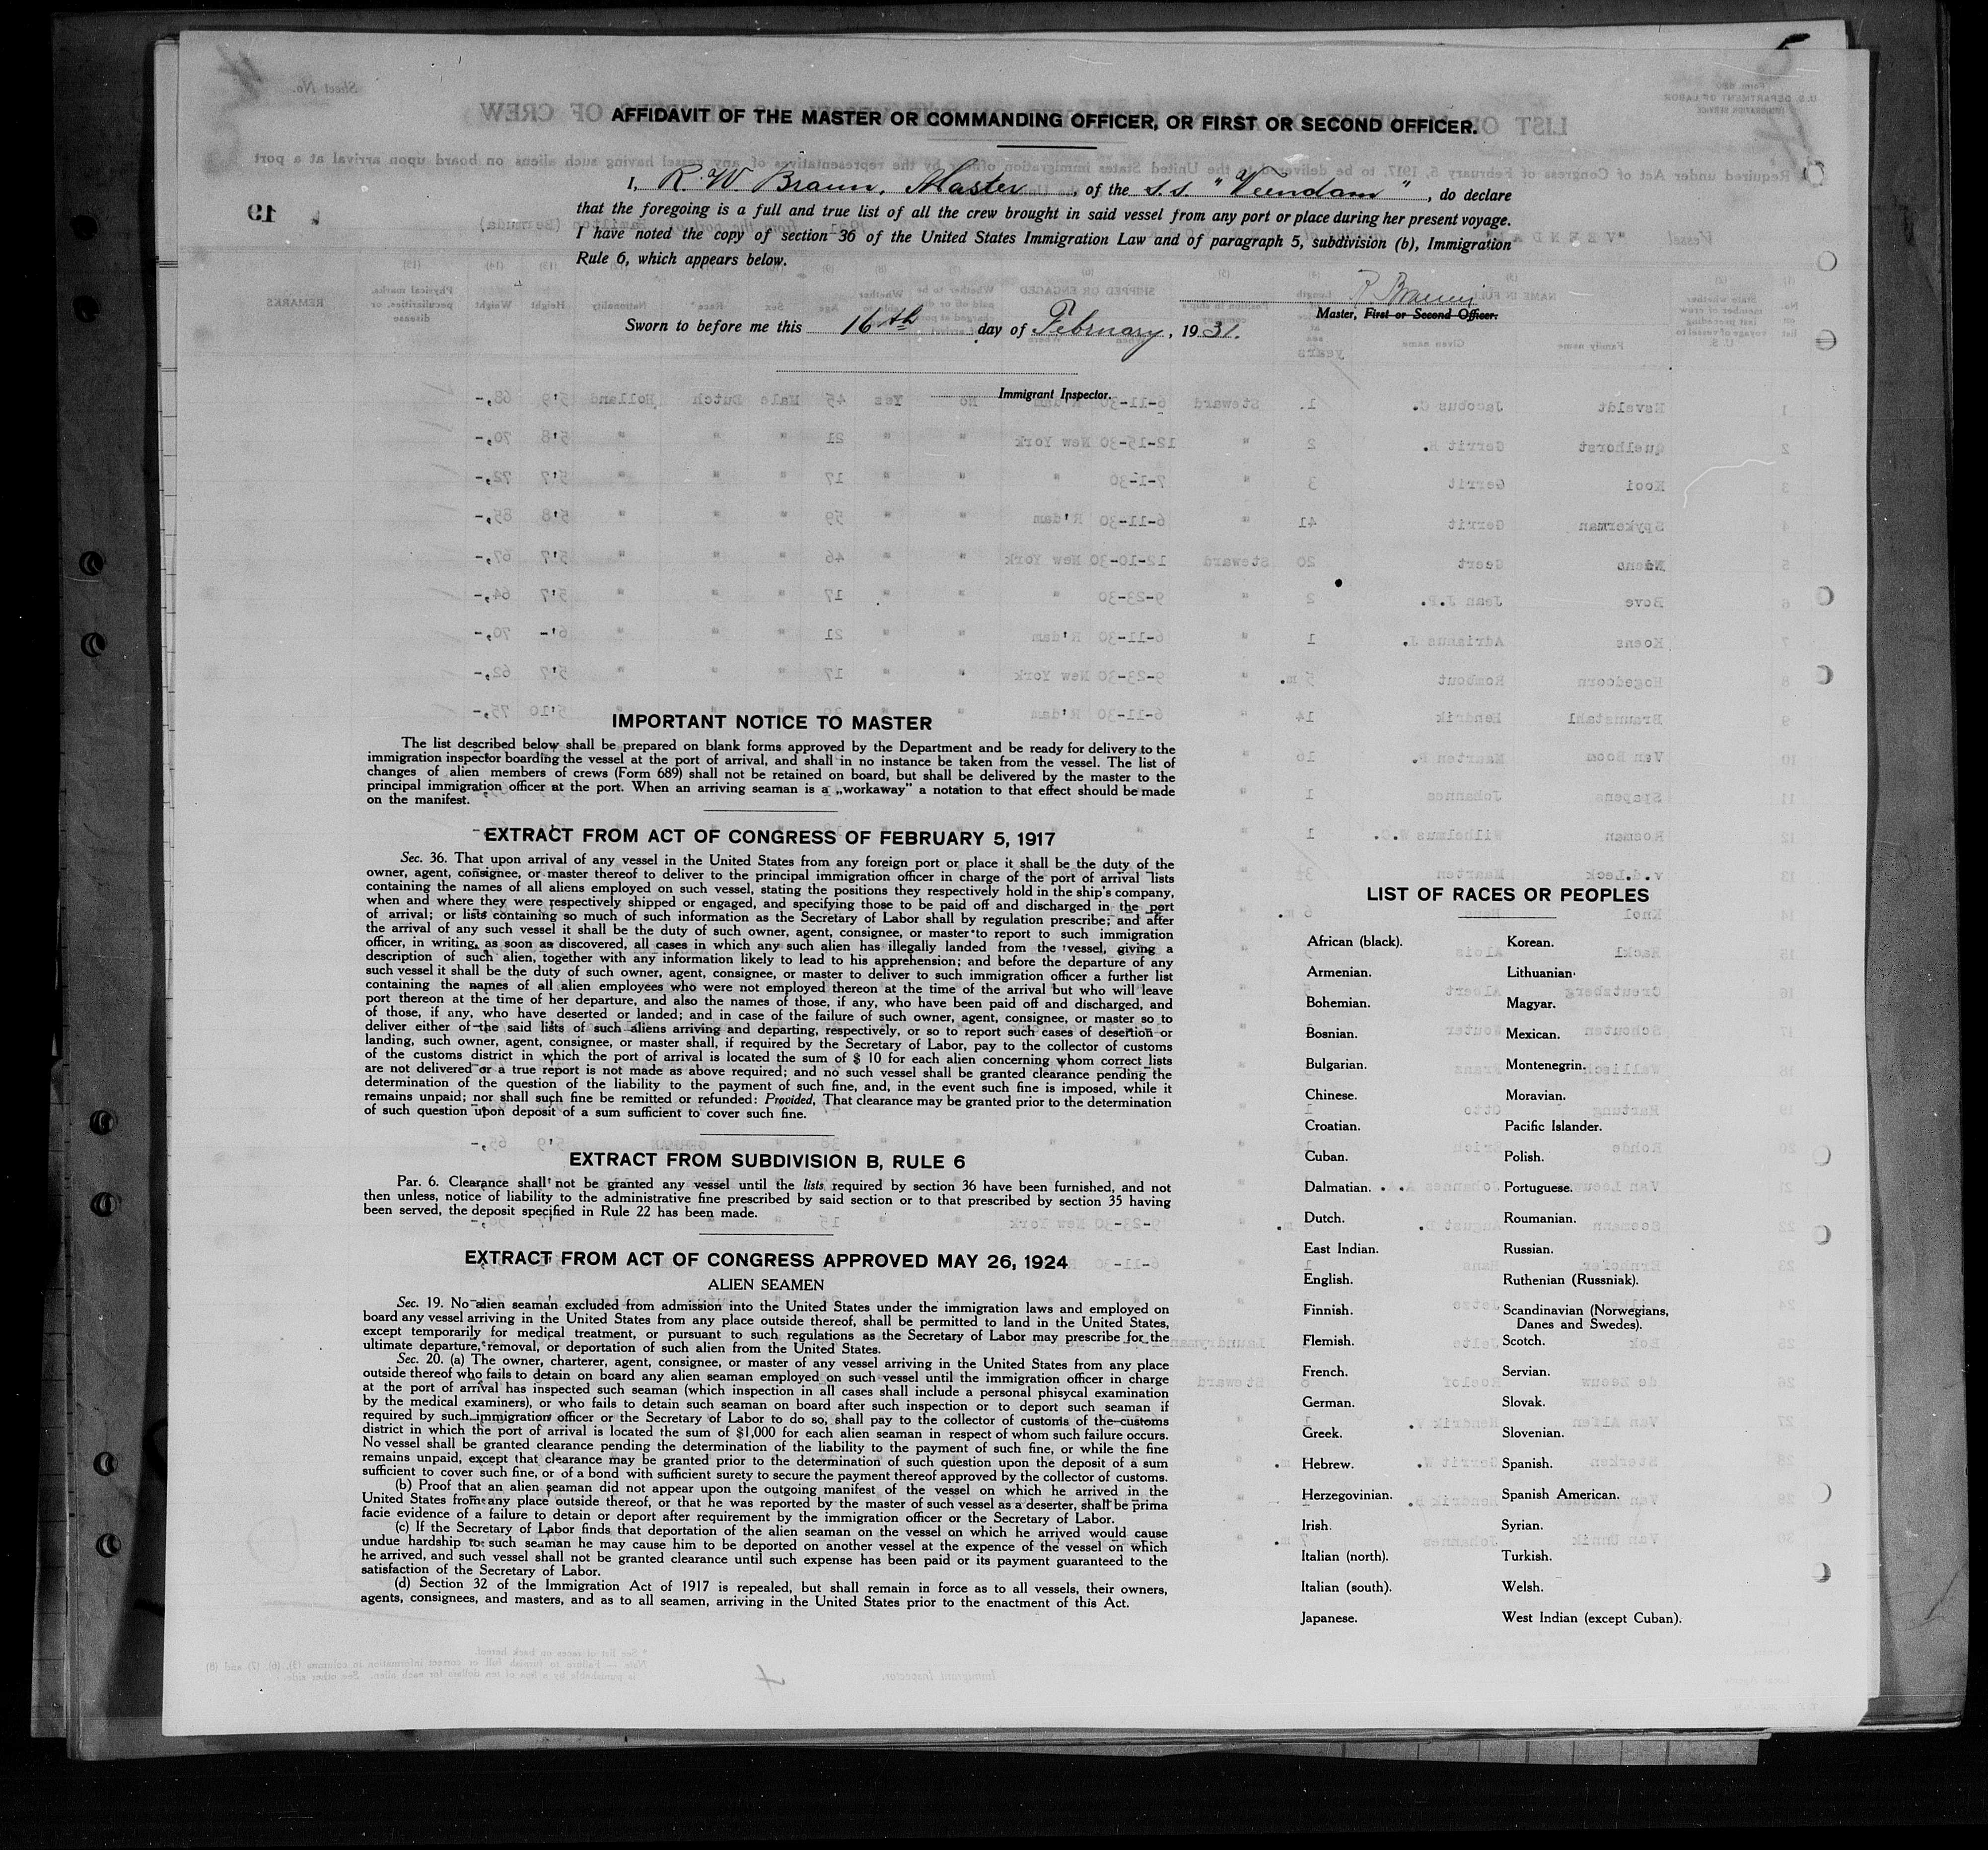 AFFIDAVIT OF THE MASTER OR COMMANDING OFFICER, OR FIRST OR SECOND OFFICER.
I, R. W. Braun, Master, of the s.s. "Veendam", do declare
that the foregoing is a full and true list of all the crew brought in said vessel from any port or place during her present voyage.
I have noted the copy of section 36 of the United States Immigration Law and of paragraph 5, subdivision (b), Immigration
Rule 6, which appears below.
Master, First or Second Officer.
Sworn to before me this 16th day of February, 1931.
Immigrant Inspector.
IMPORTANT NOTICE TO MASTER
The list described below shall be prepared on blank forms approved by the Department and be ready for delivery to the
immigration inspector boarding the vessel at the port of arrival, and shall in no instance be taken from the vessel. The list of
changes of alien members of crews (Form 689) shall not be retained on board, but shall be delivered by the master to the
principal immigration officer at the port. When an arriving seaman is a „workaway" a notation to that effect should be made
on the manifest.
EXTRACT FROM ACT OF CONGRESS OF FEBRUARY 5, 1917
Sec. 36. That upon arrival of any vessel in the United States from any foreign port or place it shall be the duty of the
owner, agent, consignee, or master thereof to deliver to the principal immigration officer in charge of the port of arrival lists
containing the names of all aliens employed on such vessel, stating the positions they respectively hold in the ship's company,
when and where they were respectively shipped or engaged, and specifying those to be paid off and discharged in the port
of arrival; or lists containing so much of such information as the Secretary of Labor shall by regulation prescribe; and after
the arrival of any such vessel it shall be the duty of such owner, agent, consignee, or master to report to such immigration
officer, in writing, as soon as discovered, all cases in which any such alien has illegally landed from the vessel, giving a
description of such alien, together with any information likely to lead to his apprehension; and before the departure of any
such vessel it shall be the duty of such owner, agent, consignee, or master to deliver to such immigration officer a further list
containing the names of all alien employees who were not employed thereon at the time of the arrival but who will leave
port thereon at the time of her departure, and also the names of those, if any, who have been paid off and discharged, and
of those, if any, who have deserted or landed; and in case of the failure of such owner, agent, consignee, or master so to
deliver either of the said lists of such aliens arriving and departing, respectively, or so to report such cases of desertion or
landing, such owner, agent, consignee, or master shall, if required by the Secretary of Labor, pay to the collector of customs
of the customs district in which the port of arrival is located the sum of $ 10 for each alien concerning whom correct lists
are not delivered or a true report is not made as above required; and no such vessel shall be granted clearance pending the
determination of the question of the liability to the payment of such fine, and, in the event such fine is imposed, while it
remains unpaid; nor shall such fine be remitted or refunded: Provided, That clearance may be granted prior to the determination
of such question upon deposit of a sum sufficient to cover such fine.
EXTRACT FROM SUBDIVISION B, RULE 6
Par. 6. Clearance shall not be granted any vessel until the lists required by section 36 have been furnished, and not
then unless, notice of liability to the administrative fine prescribed by said section or to that prescribed by section 35 having
been served, the deposit specified in Rule 22 has been made.
EXTRACT FROM ACT OF CONGRESS APPROVED MAY 26, 1924
ALIEN SEAMEN
Sec. 19. No alien seaman excluded from admission into the United States under the immigration laws and employed on
board any vessel arriving in the United States from any place outside thereof, shall be permitted to land in the United States,
except temporarily for medical treatment, or pursuant to such regulations as the Secretary of Labor may prescribe for the
ultimate departure, removal, or deportation of such alien from the United States.
Sec. 20. (a) The owner, charterer, agent, consignee, or master of any vessel arriving in the United States from any place
outside thereof who fails to detain on board any alien seaman employed on such vessel until the immigration officer in charge
at the port of arrival has inspected such seaman (which inspection in all cases shall include a personal phisycal examination
by the medical examiners), or who fails to detain such seaman on board after such inspection or to deport such seaman if
required by such immigration officer or the Secretary of Labor to do so, shall pay to the collector of customs of the customs
district in which the port of arrival is located the sum of $1,000 for each alien seaman in respect of whom such failure occurs.
No vessel shall be granted clearance pending the determination of the liability to the payment of such fine, or while the fine
remains unpaid, except that clearance may be granted prior to the determination of such question upon the deposit of a sum
sufficient to cover such fine, or of a bond with sufficient surety to secure the payment thereof approved by the collector of customs.
(b) Proof that an alien seaman did not appear upon the outgoing manifest of the vessel on which he arrived in the
United States from any place outside thereof, or that he was reported by the master of such vessel as a deserter, shall be prima
facie evidence of a failure to detain or deport after requirement by the immigration officer or the Secretary of Labor.
(c) If the Secretary of Labor finds that deportation of the alien seaman on the vessel on which he arrived would cause
undue hardship to such seaman he may cause him to be deported on another vessel at the expence of the vessel on which
he arrived, and such vessel shall not be granted clearance until such expense has been paid or its payment guaranteed to the
satisfaction of the Secretary of Labor.
(d) Section 32 of the Immigration Act of 1917 is repealed, but shall remain in force as to all vessels, their owners,
agents, consignees, and masters, and as to all seamen, arriving in the United States prior to the enactment of this Act.
LIST OF RACES OR PEOPLES
African (black).
Armenian.
Bohemian.
Bosnian.
Bulgarian.
Chinese.
Croatian.
Cuban.
Dalmatian.
Dutch.
East Indian.
English.
Finnish.
Flemish.
French.
German.
Greek.
Hebrew.
Herzegovinian.
Irish.
Italian (north).
Italian (south).
Japanese.
Korean.
Lithuanian.
Magyar.
Mexican.
Montenegrin.
Moravian.
Pacific Islander.
Polish.
Portuguese.
Roumanian.
Russian.
Ruthenian (Russniak).
Scandinavian (Norwegians,
Danes and Swedes).
Scotch.
Servian.
Slovak.
Slovenian.
Spanish.
Spanish American.
Syrian.
Turkish.
Welsh.
West Indian (except Cuban).